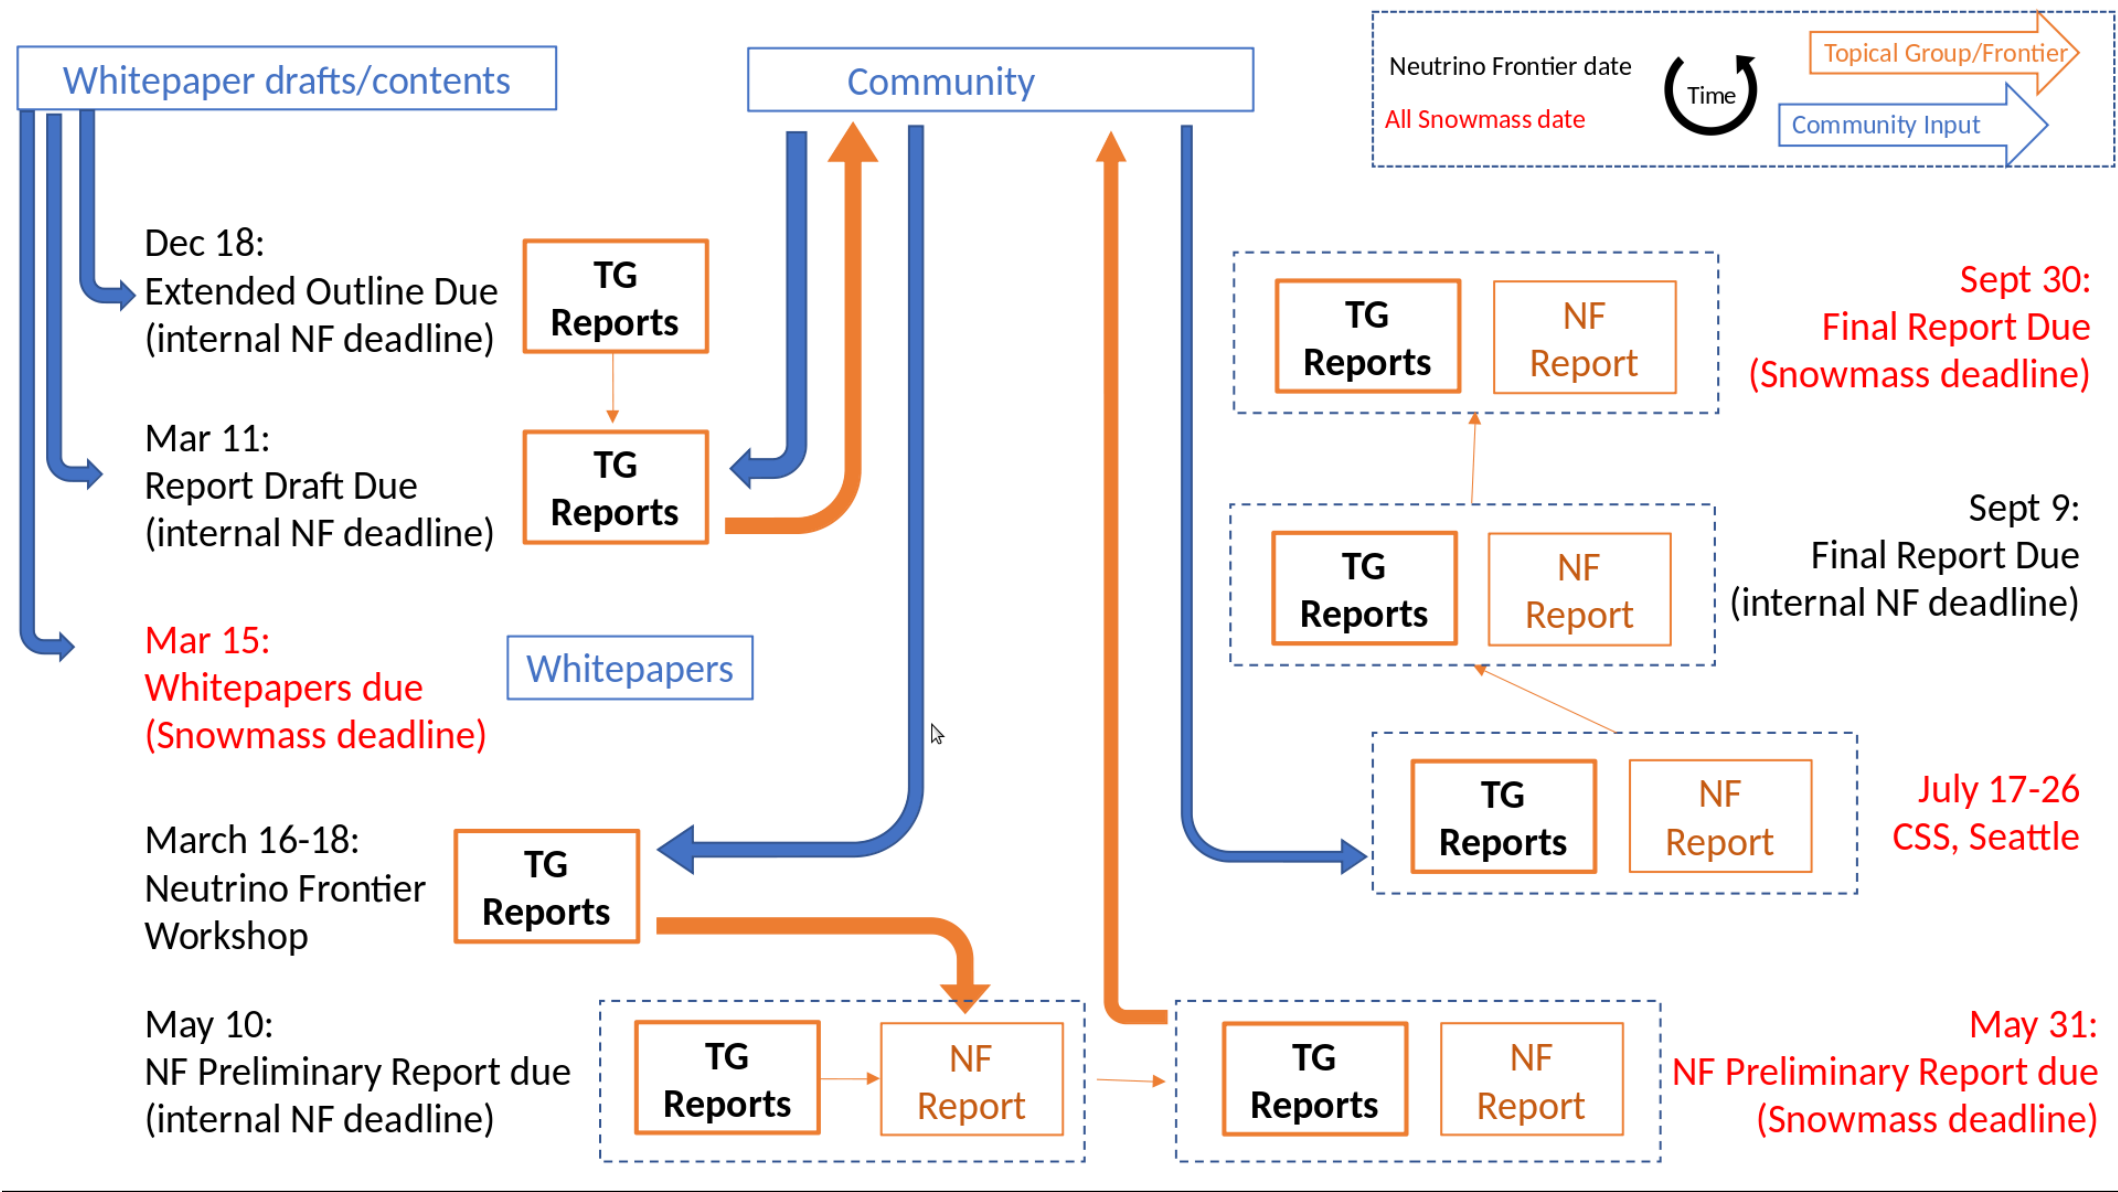 Whitepaper drafts/contents
Community
Neutrino Frontier date
All Snowmass date
Time
Topical Group/Frontier
Community Input
Dec 18:
Extended Outline Due
(internal NF deadline)
TG
Reports
Mar 11:
Report Draft Due
(internal NF deadline)
TG
Reports
Mar 15:
Whitepapers due
(Snowmass deadline)
Whitepapers
March 16-18:
Neutrino Frontier
Workshop
TG
Reports
May 10:
NF Preliminary Report due
(internal NF deadline)
TG
Reports
NF
Report
TG
Reports
NF
Report
May 31:
NF Preliminary Report due
(Snowmass deadline)
TG
Reports
NF
Report
July 17-26
CSS, Seattle
TG
Reports
NF
Report
Sept 9:
Final Report Due
(internal NF deadline)
TG
Reports
NF
Report
Sept 30:
Final Report Due
(Snowmass deadline)